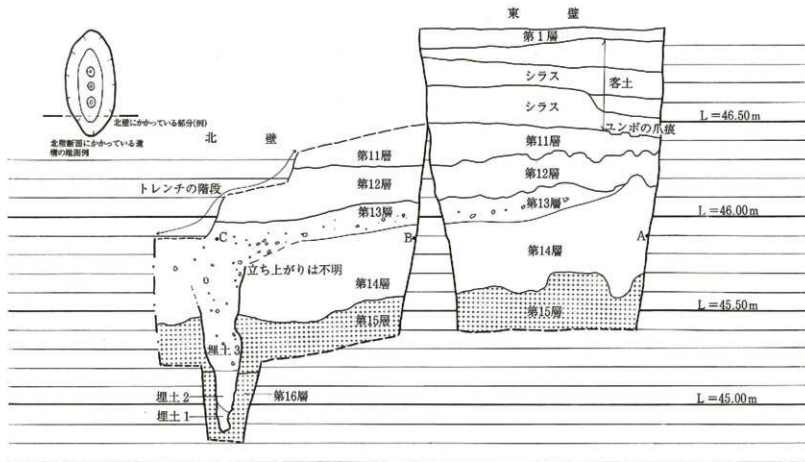 東 壁
第1層
シラス
客土
シラス
L=46.50m
ユンボの爪痕
第11層
第12層
第13層
L=46.00m
A
第14層
L=45.50m
第15層
L=45.00m
北壁にかかっている部分(例)
北壁断面にかかっている遺
構の推測例
北 壁
第11層
トレンチの階段
第12層
第13層
C
B
立ち上がりは不明
第14層
第15層
埋土3
埋土2
第16層
埋土1